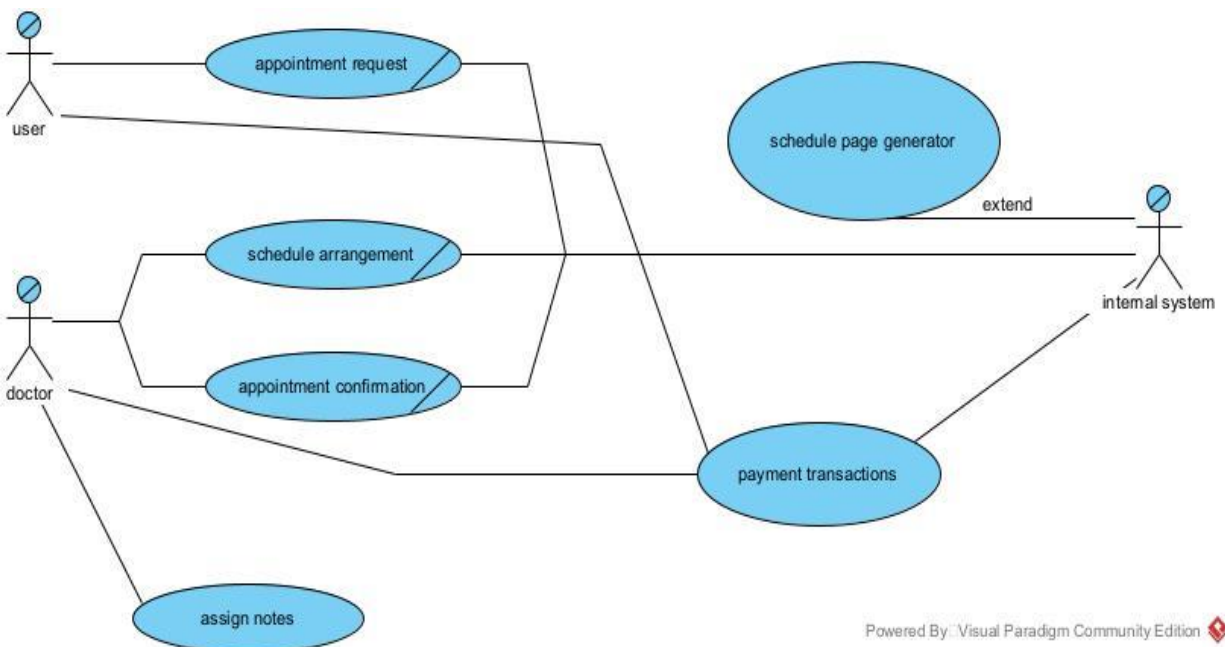 appointment request
user
schedule page generator
extend
schedule arrangement
internal system
doctor
appointment confirmation
payment transactions
assign notes
Powered By Visual Paradigm Community Edition